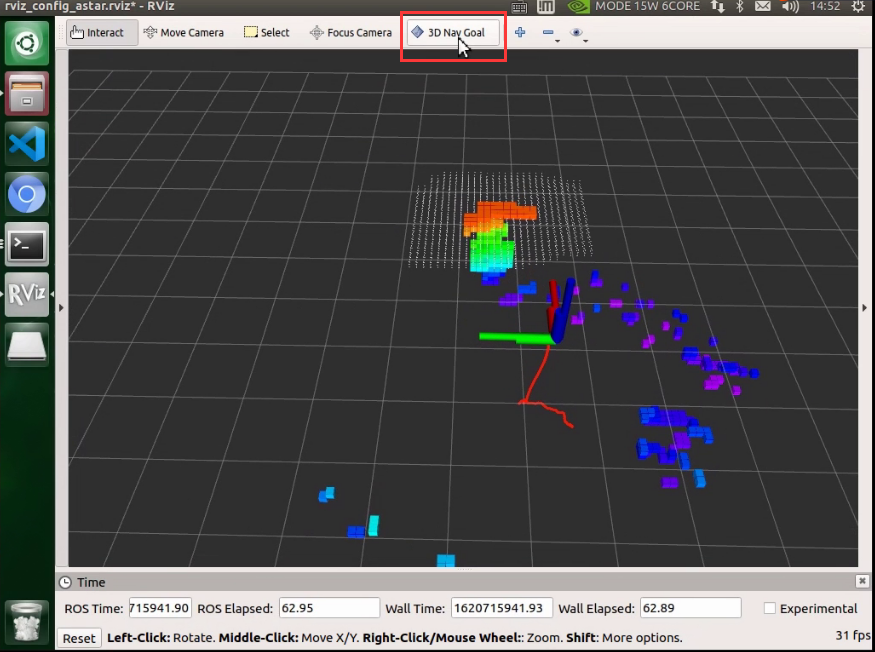 rviz_config_astar.rviz* - RViz
MODE 15W 6CORE 14:52
Interact Move Camera Select Focus Camera 3D Nav Goal
RViz
Time
ROS Time: 715941.90 ROS Elapsed: 62.95 Wall Time: 1620715941.93 Wall Elapsed: 62.89 Experimental
Reset Left-Click: Rotate. Middle-Click: Move X/Y. Right-Click/Mouse Wheel:: Zoom. Shift: More options. 31 fps